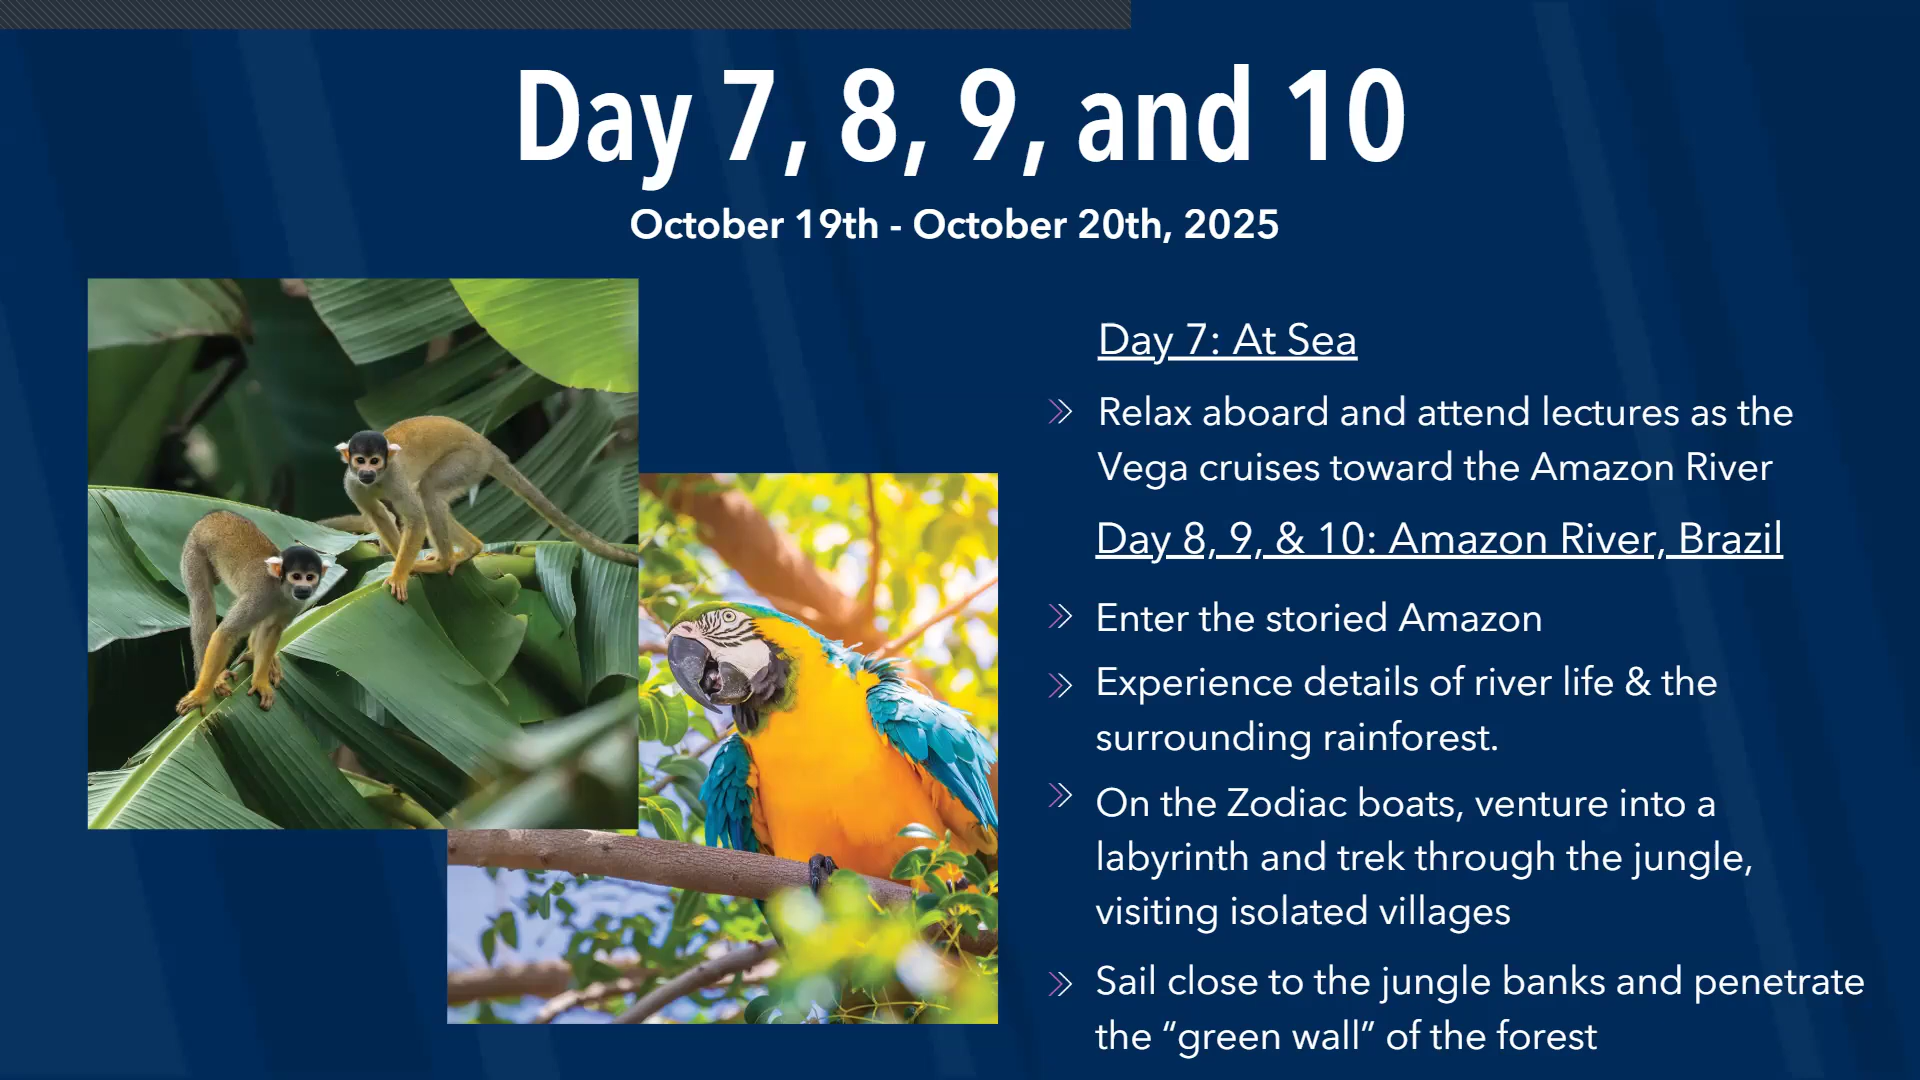 Day 7, 8, 9, and 10
October 19th - October 20th, 2025
Day 7: At Sea
Relax aboard and attend lectures as the
Vega cruises toward the Amazon River
Day 8, 9, & 10: Amazon River, Brazil
Enter the storied Amazon
Experience details of river life & the
surrounding rainforest.
On the Zodiac boats, venture into a
labyrinth and trek through the jungle,
visiting isolated villages
Sail close to the jungle banks and penetrate
the “green wall” of the forest